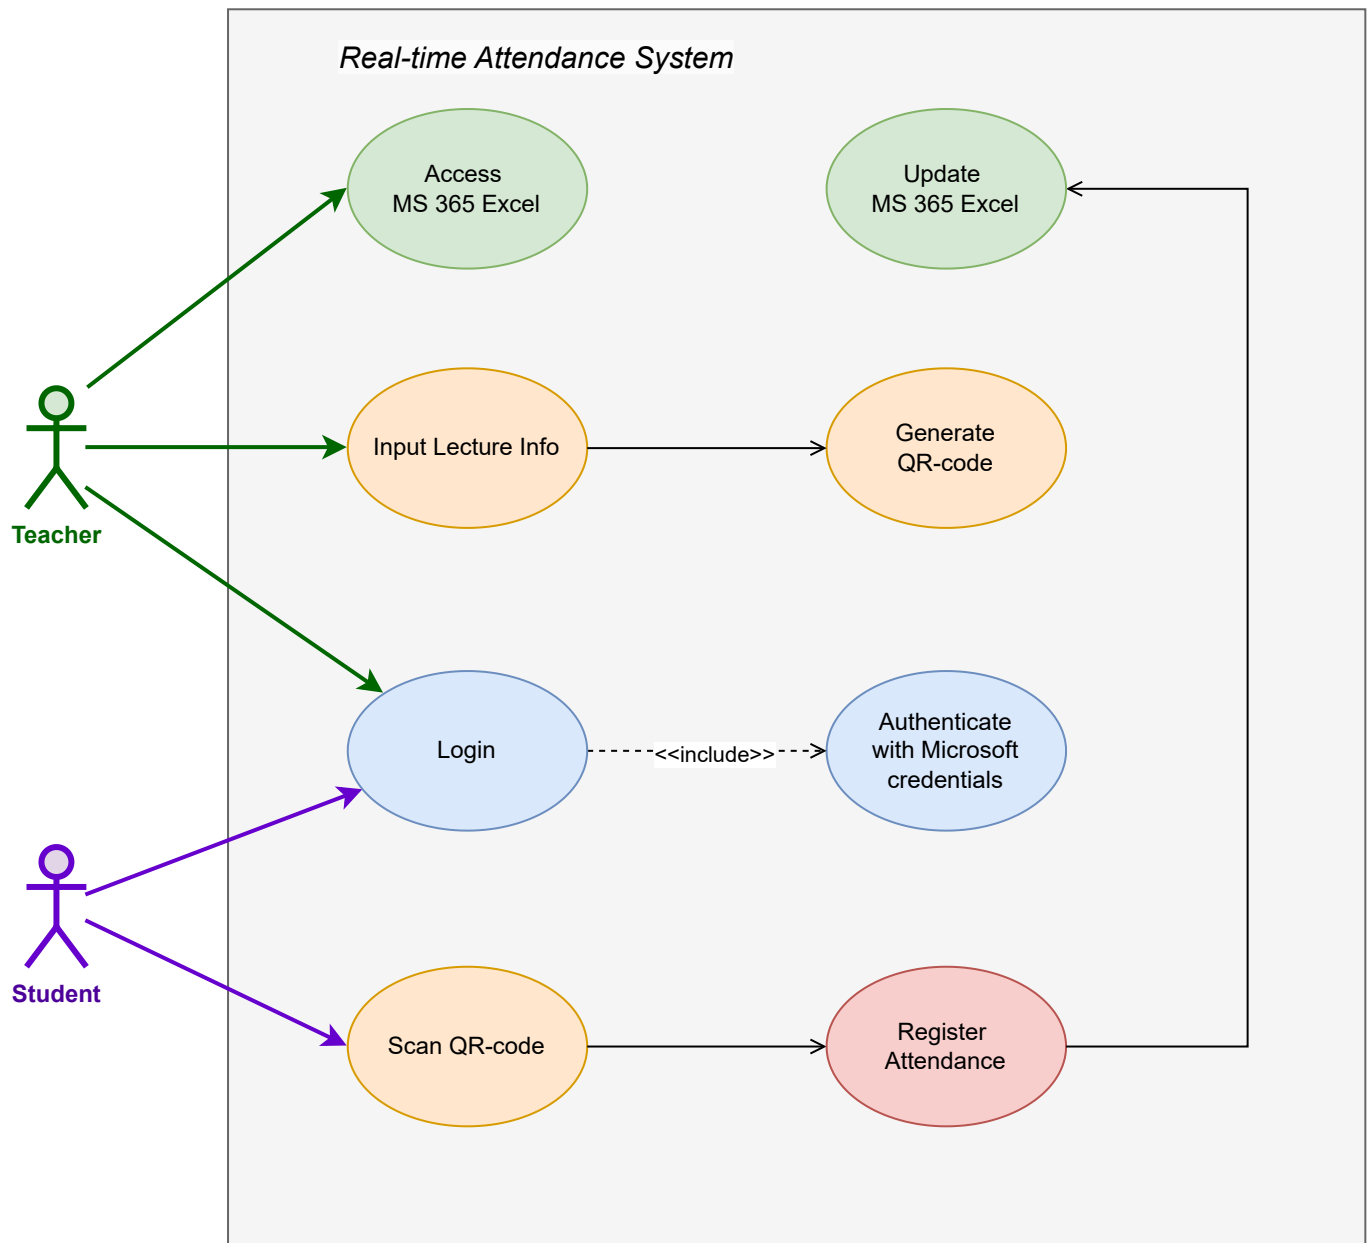 Real-time Attendance System
Access
MS 365 Excel
Update
MS 365 Excel
Input Lecture Info
Generate
QR-code
Teacher
Login
<<include>>
Authenticate
with Microsoft
credentials
Student
Scan QR-code
Register
Attendance